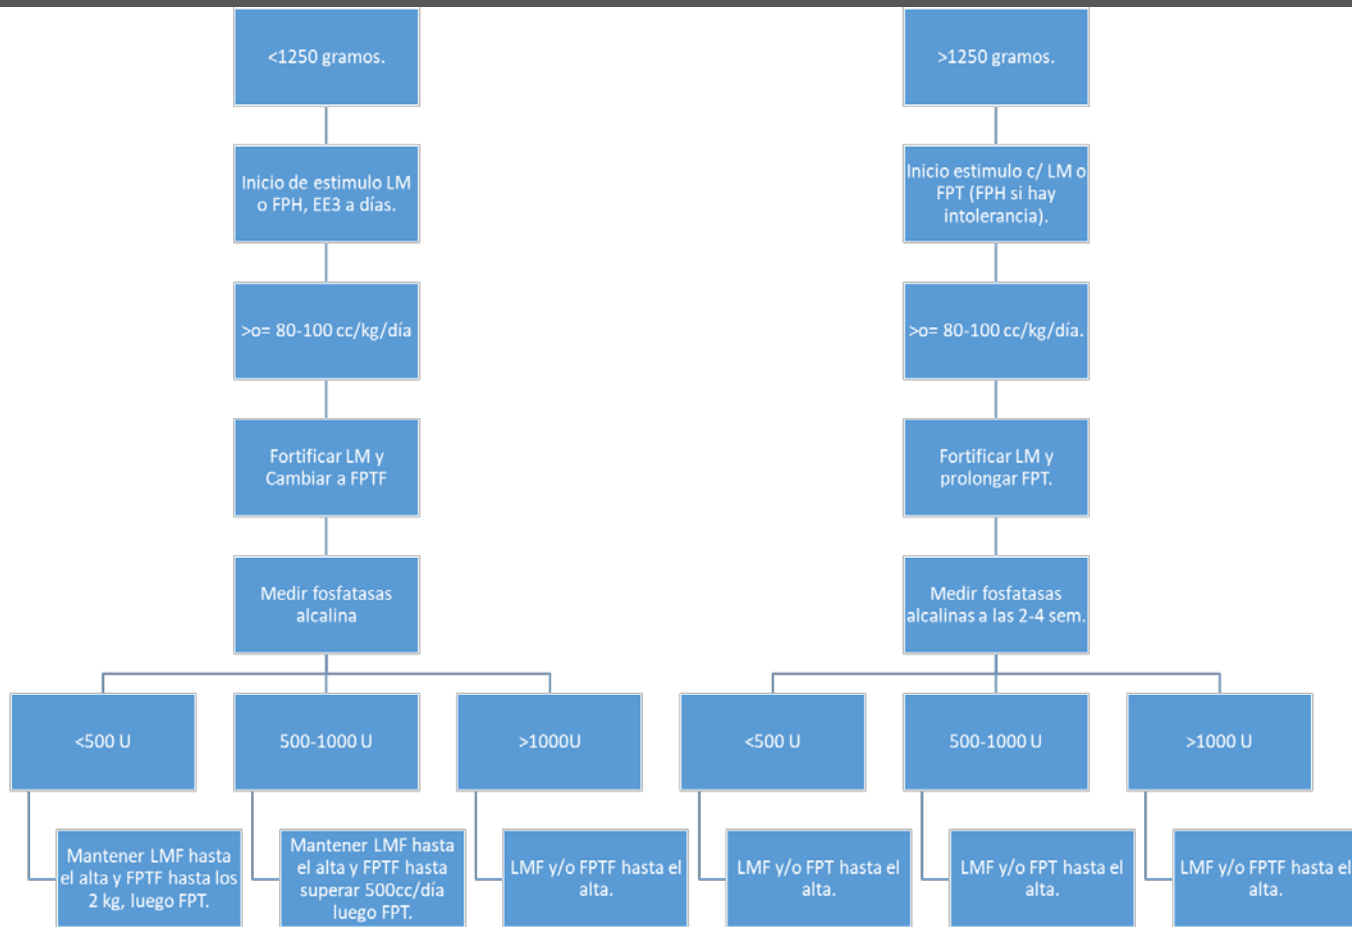 <1250 gramos.
Inicio de estimulo LM
o FPH, EE3 a días.
>o= 80-100 cc/kg/día
Fortificar LM y
Cambiar a FPTF
Medir fosfatasas
alcalina
<500 U
Mantener LMF hasta
el alta y FPTF hasta los
2 kg, luego FPT.
500-1000 U
Mantener LMF hasta
el alta y FPTF hasta
superar 500cc/día
luego FPT.
>1000U
LMF y/o FPTF hasta el
alta.
>1250 gramos.
Inicio estimulo c/ LM o
FPT (FPH si hay
intolerancia).
>o= 80-100 cc/kg/día.
Fortificar LM y
prolongar FPT.
Medir fosfatasas
alcalinas a las 2-4 sem.
<500 U
LMF y/o FPT hasta el
alta.
500-1000 U
LMF y/o FPT hasta el
alta.
>1000 U
LMF y/o FPTF hasta el
alta.